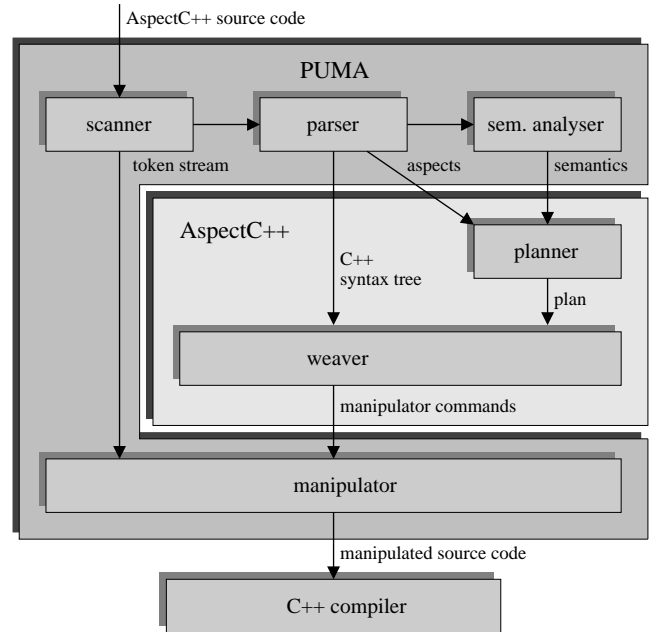 AspectC++ source code
PUMA
scanner
parser
sem. analyser
token stream
aspects
semantics
AspectC++
planner
C++
syntax tree
plan
weaver
manipulator commands
manipulator
manipulated source code
C++ compiler